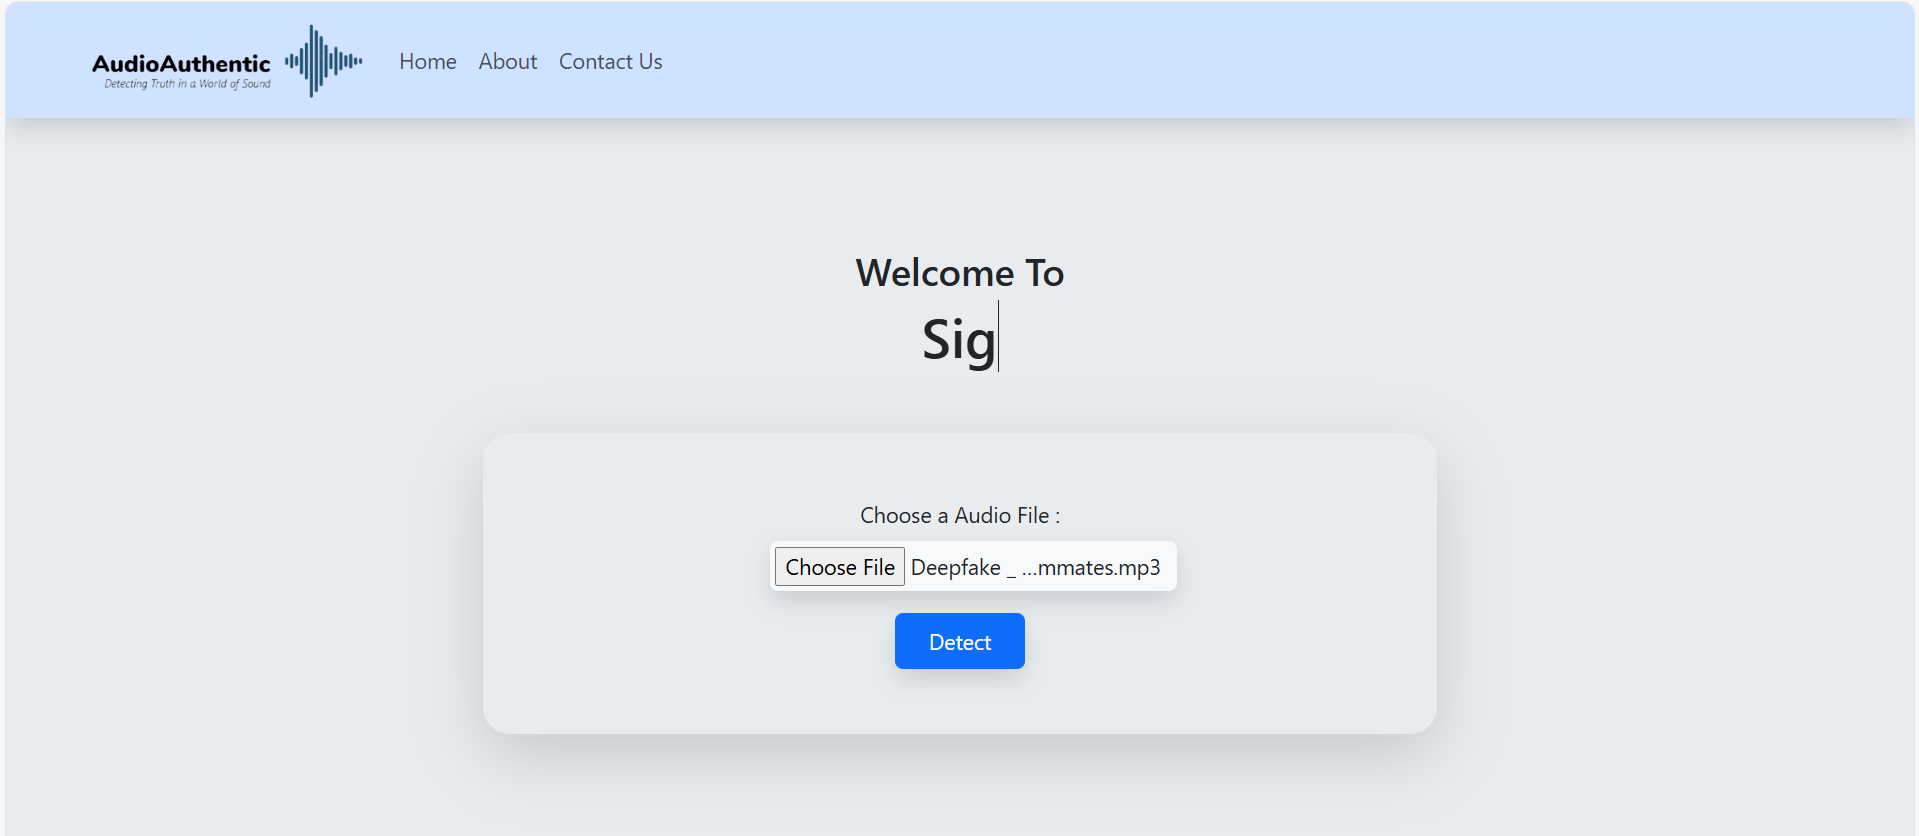 AudioAuthentic
Detecting Truth in a World of Sound
Home About Contact Us
Welcome To
Sig
Choose a Audio File :
Choose File Deepfake _ ...mmates.mp3
Detect